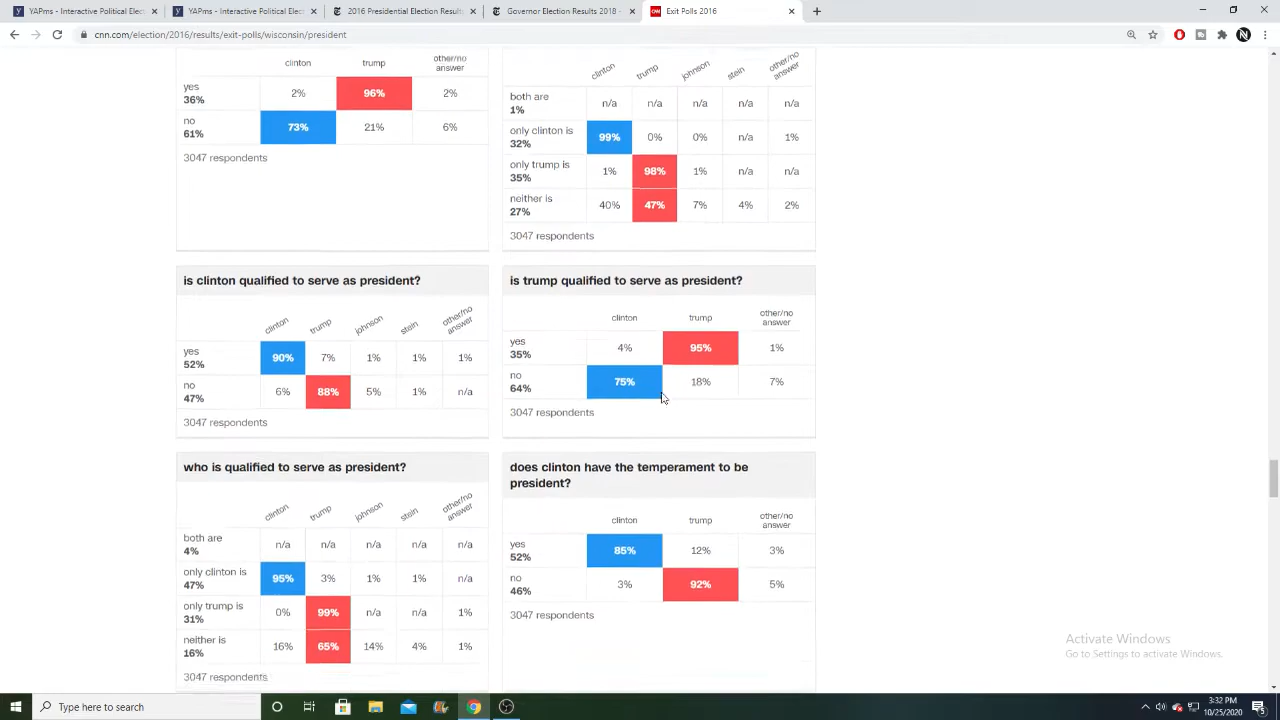 YAPms - Interactive Political Elec
YAPms - Interactive Political Elec
2016 Presidential Election Results
Governor Election Results 2018 -
Exit Polls 2016
cnn.com/election/2016/results/exit-polls/wisconsin/president
clinton trump other/no answer
yes 36% 2% 96% 2%
no 61% 73% 21% 6%
3047 respondents
clinton trump johnson stein other/no answer
both are 1% n/a n/a n/a n/a n/a
only clinton is 32% 99% 0% 0% n/a 1%
only trump is 35% 1% 98% 1% n/a n/a
neither is 27% 40% 47% 7% 4% 2%
3047 respondents
is clinton qualified to serve as president?
clinton trump johnson stein other/no answer
yes 52% 90% 7% 1% 1% 1%
no 47% 6% 88% 5% 1% n/a
3047 respondents
is trump qualified to serve as president?
clinton trump other/no answer
yes 35% 4% 95% 1%
no 64% 75% 18% 7%
3047 respondents
who is qualified to serve as president?
clinton trump johnson stein other/no answer
both are 4% n/a n/a n/a n/a n/a
only clinton is 47% 95% 3% 1% 1% n/a
only trump is 31% 0% 99% n/a n/a 1%
neither is 16% 16% 65% 14% 4% 1%
3047 respondents
does clinton have the temperament to be
president?
clinton trump other/no answer
yes 52% 85% 12% 3%
no 46% 3% 92% 5%
3047 respondents
Activate Windows
Go to Settings to activate Windows.
Type here to search
3:32 PM
10/25/2020